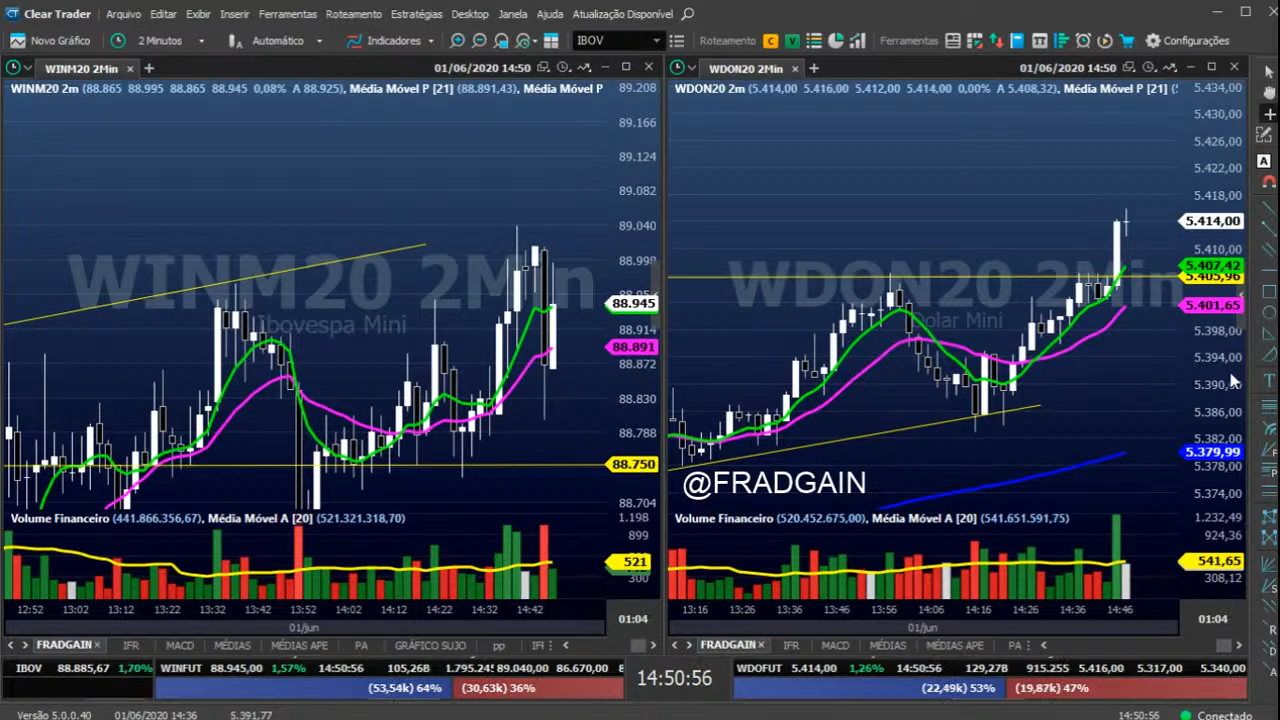 Clear Trader Arquivo Editar Exibir Inserir Ferramentas Roteamento Estratégias Desktop Janela Ajuda Atualização Disponível
Novo Gráfico 2 Minutos Automático Indicadores IBOV Roteamento C V Ferramentas Configurações
WINM20 2Min 01/06/2020 14:50
WINM20 2m (88.865 88.995 88.865 88.945 0,08% A 88.925), Média Móvel P [21] (88.891,43), Média Móvel P
89.208
89.166
89.124
89.082
89.040
88.998
88.945
88.914
88.891
88.872
88.830
88.788
88.750
88.704
WINM20 2Min
Ibovespa Mini
Volume Financeiro (441.866.356,67), Média Móvel A [20] (521.321.318,70)
1.198
899
521
300
12:52 13:02 13:12 13:22 13:32 13:42 13:52 14:02 14:12 14:22 14:32 14:42
01/jun
01:04
FRADGAIN IFR MACD MÉDIAS MÉDIAS APE PA GRÁFICO SUJO pp
WDON20 2Min 01/06/2020 14:50
WDON20 2m (5.414,00 5.416,00 5.412,00 5.414,00 0,00% A 5.408,32), Média Móvel P [21]
5.434,00
5.430,00
5.426,00
5.422,00
5.418,00
5.414,00
5.410,00
5.407,42
5.405,96
5.401,65
5.398,00
5.394,00
5.390,00
5.386,00
5.382,00
5.379,99
5.378,00
5.374,00
WDON20 2Min
Dolar Mini
@FRADGAIN
Volume Financeiro (520.452.675,00), Média Móvel A [20] (541.651.591,75)
1.232,49
924,36
541,65
308,12
13:16 13:26 13:36 13:46 13:56 14:06 14:16 14:26 14:36 14:46
01/jun
01:04
FRADGAIN IFR MACD MÉDIAS MÉDIAS APE PA
IBOV 88.885,67 1,70% WINFUT 88.945,00 1,57% 14:50:56 105,26B 89.040,00 86.670,00
(53,54k) 64% (30,63k) 36%
14:50:56
WDOFUT 5.414,00 1,26% 14:50:56 129,27B 915.255 5.416,00 5.317,00 5.340,00
(22,49k) 53% (19,87k) 47%
Versão 5.0.0.40 01/06/2020 14:36 5.391,77 14:50:56 Conectado